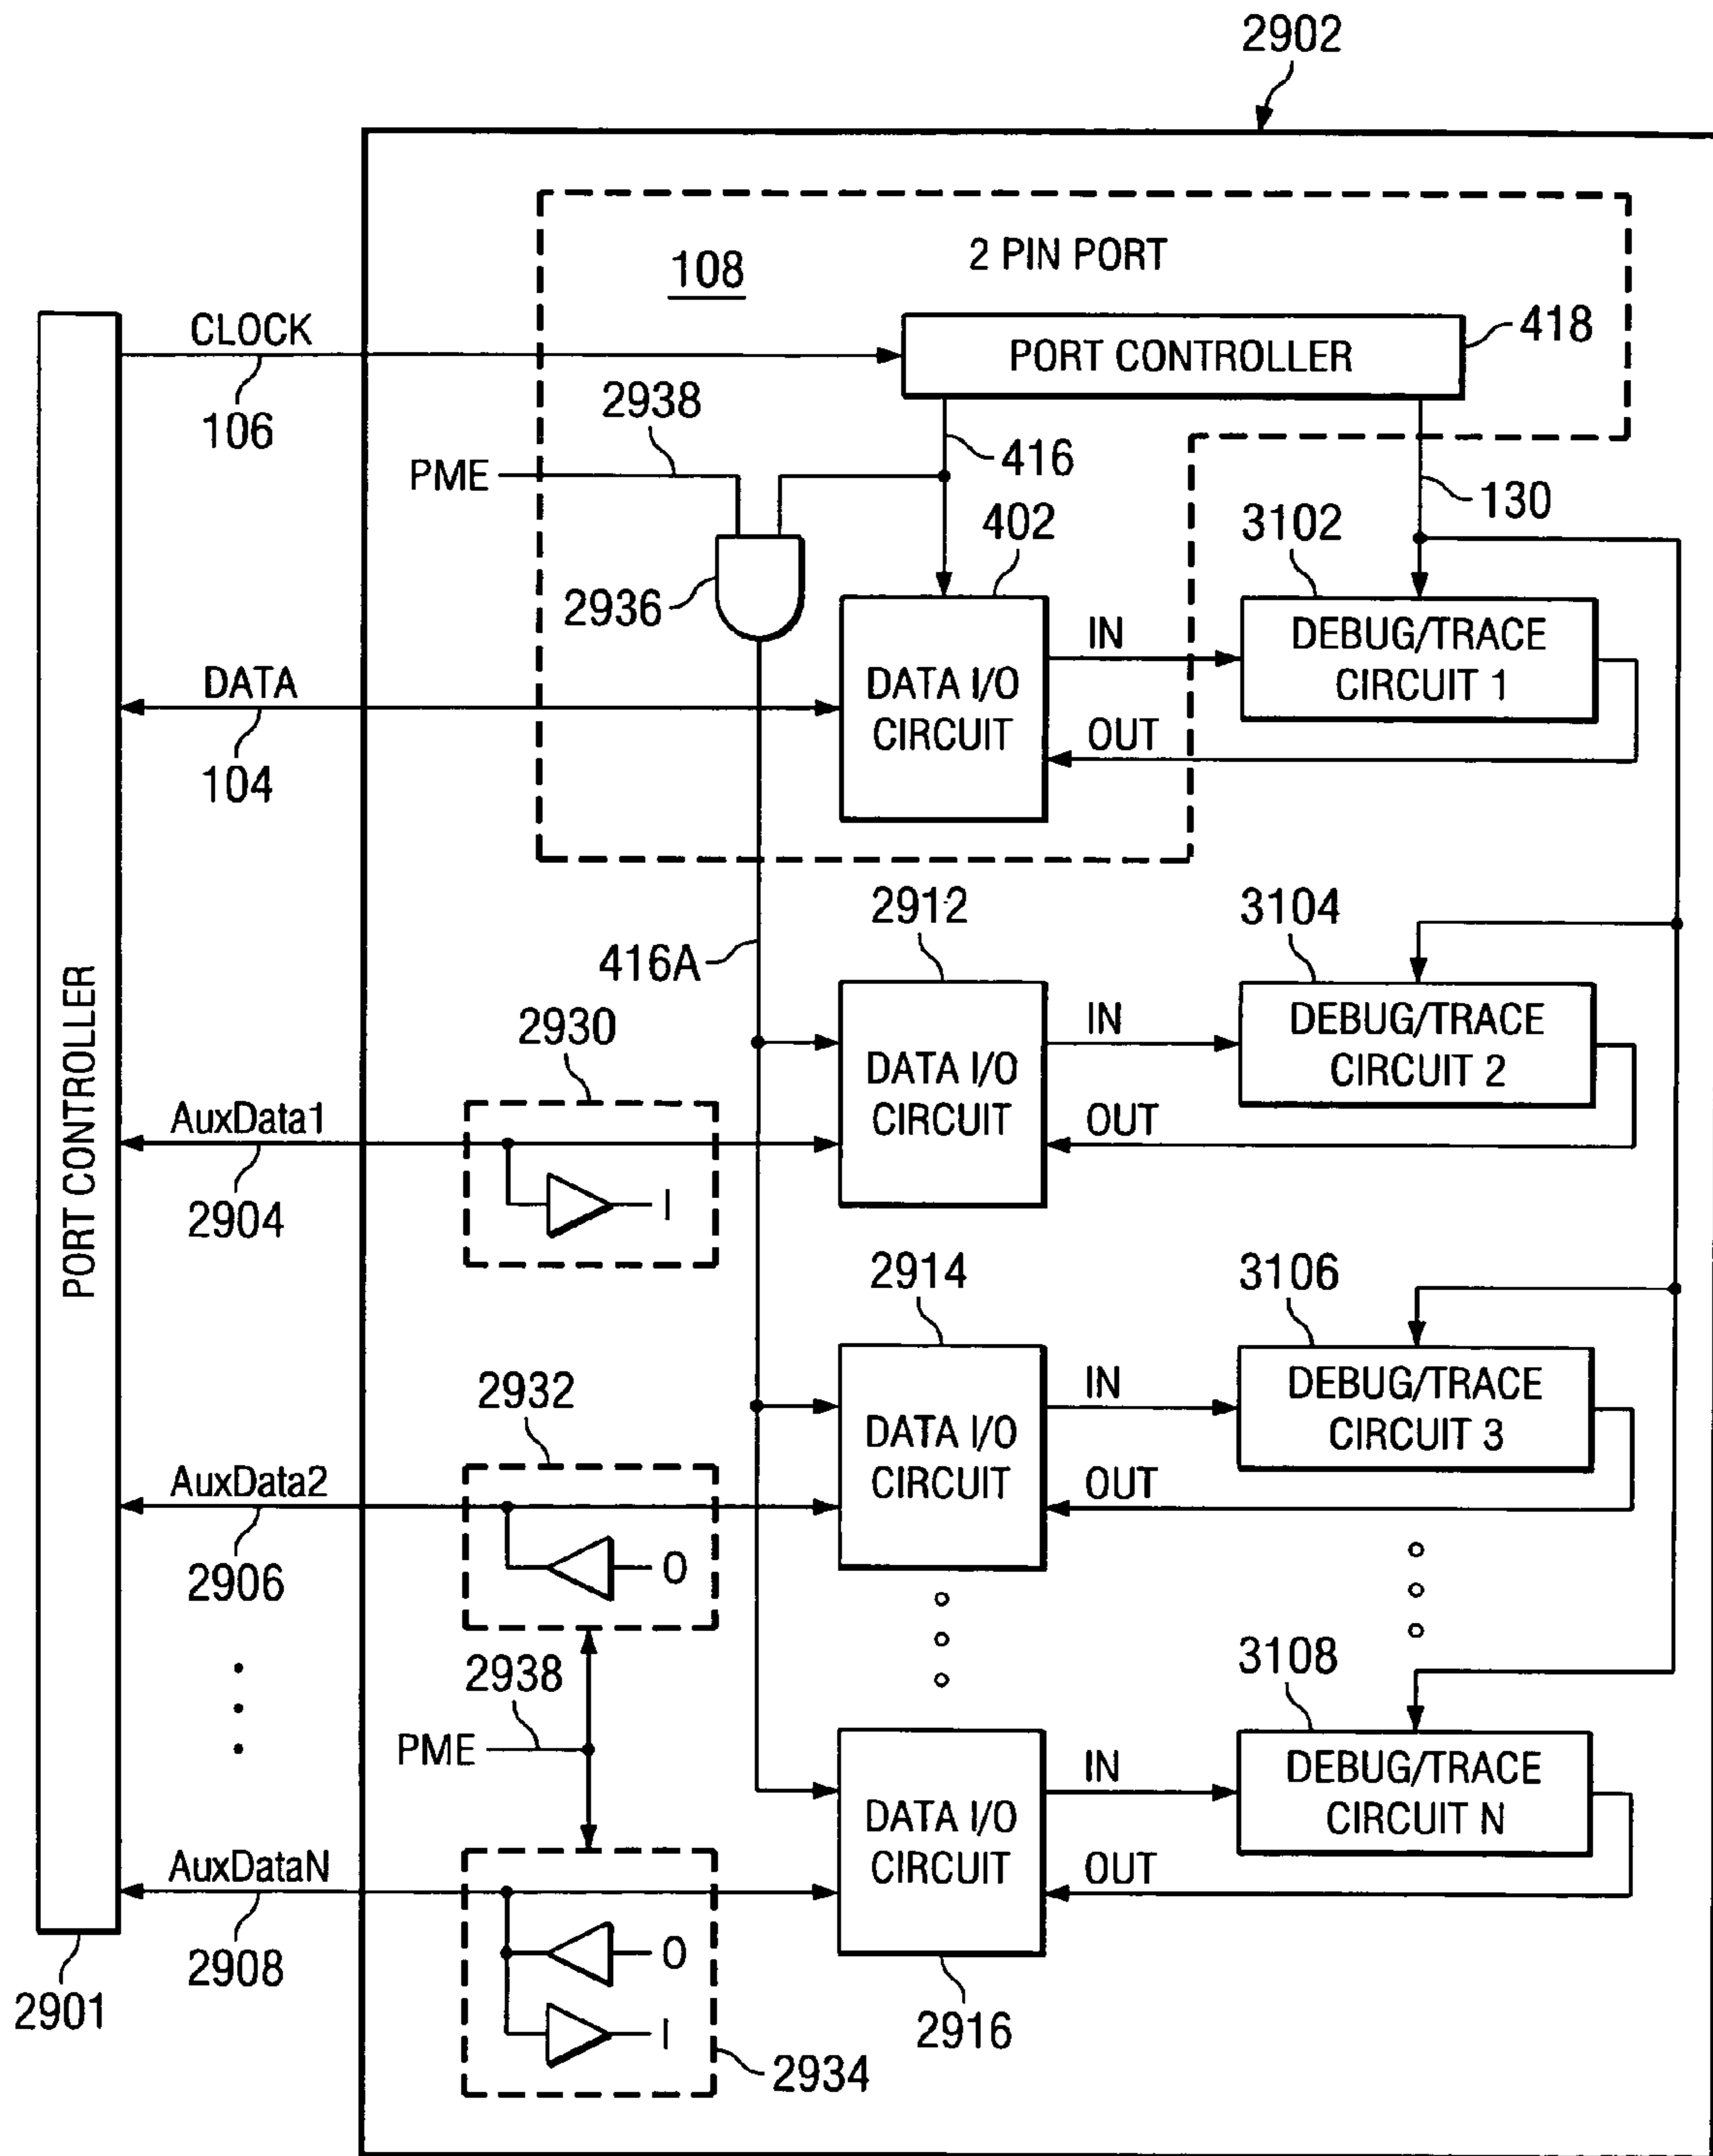 2902
2 PIN PORT
108
CLOCK
106
PORT CONTROLLER
418
2938
PME
416
130
402
3102
2936
DATA
104
DATA I/O
CIRCUIT
IN
OUT
DEBUG/TRACE
CIRCUIT 1
PORT CONTROLLER
416A
2912
3104
2930
AuxData1
2904
I
DATA I/O
CIRCUIT
IN
OUT
DEBUG/TRACE
CIRCUIT 2
2914
3106
2932
AuxData2
2906
O
DATA I/O
CIRCUIT
IN
OUT
DEBUG/TRACE
CIRCUIT 3
2938
PME
3108
AuxDataN
2908
O
I
DATA I/O
CIRCUIT
IN
OUT
DEBUG/TRACE
CIRCUIT N
2901
2916
2934